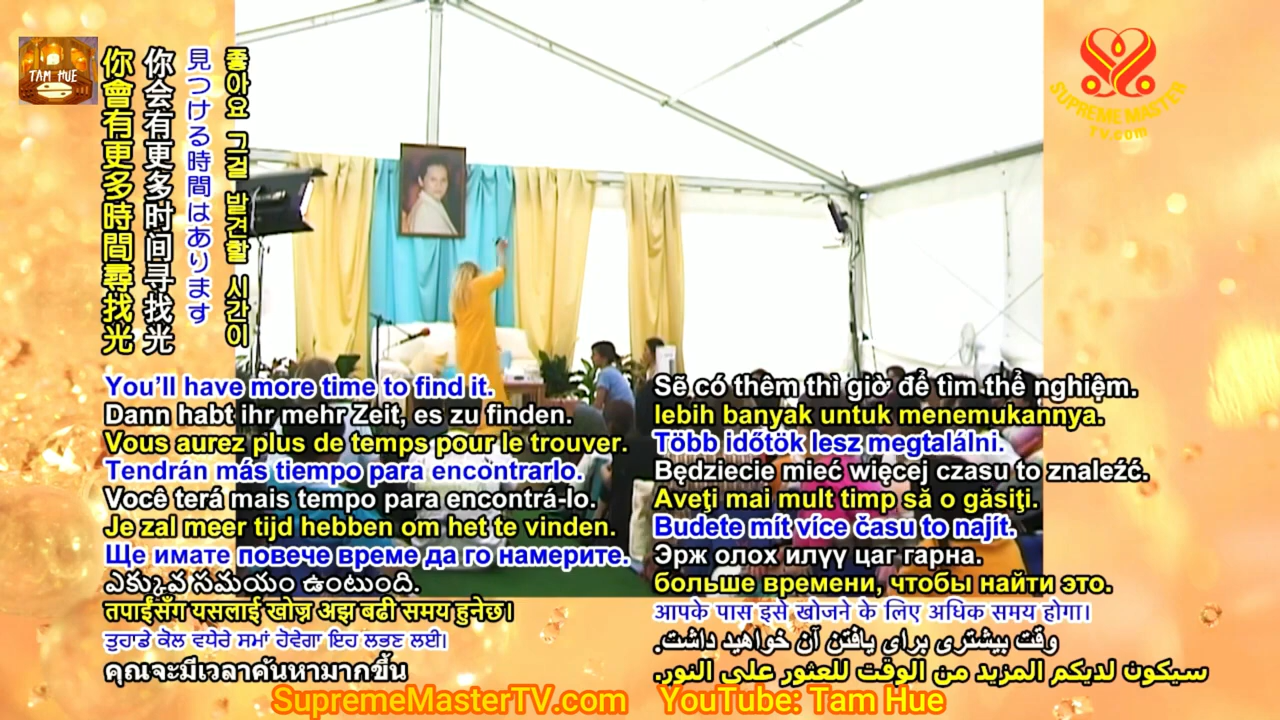 TAM HUE
你會有更多時間尋找光
你会有更多时间寻找光
見つける時間はあります
좋아요 그걸 발견할 시간이
SUPREME MASTER
TV.com
You’ll have more time to find it.
Dann habt ihr mehr Zeit, es zu finden.
Vous aurez plus de temps pour le trouver.
Tendrán más tiempo para encontrarlo.
Você terá mais tempo para encontrá-lo.
Je zal meer tijd hebben om het te vinden.
Ще имате повече време да го намерите.
ఎక్కువ సమయం ఉంటుంది.
तपाईंसँग यसलाई खोज्न अझ बढी समय हुनेछ।
ਤੁਹਾਡੇ ਕੋਲ ਵਧੇਰੇ ਸਮਾਂ ਹੋਵੇਗਾ ਇਹ ਲਭਣ ਲਈ।
คุณจะมีเวลาค้นหามากขึ้น
Sẽ có thêm thì giờ để tìm thể nghiệm.
lebih banyak untuk menemukannya.
Több időtök lesz megtalálni.
Będziecie mieć więcej czasu to znaleźć.
Aveţi mai mult timp să o găsiţi.
Budete mít více času to najít.
Эрж олох илүү цаг гарна.
больше времени, чтобы найти это.
आपके पास इसे खोजने के लिए अधिक समय होगा।
وقت بیشتری برای یافتن آن خواهید داشت.
سيكون لديكم المزيد من الوقت للعثور على النور.
SupremeMasterTV.com YouTube: Tam Hue